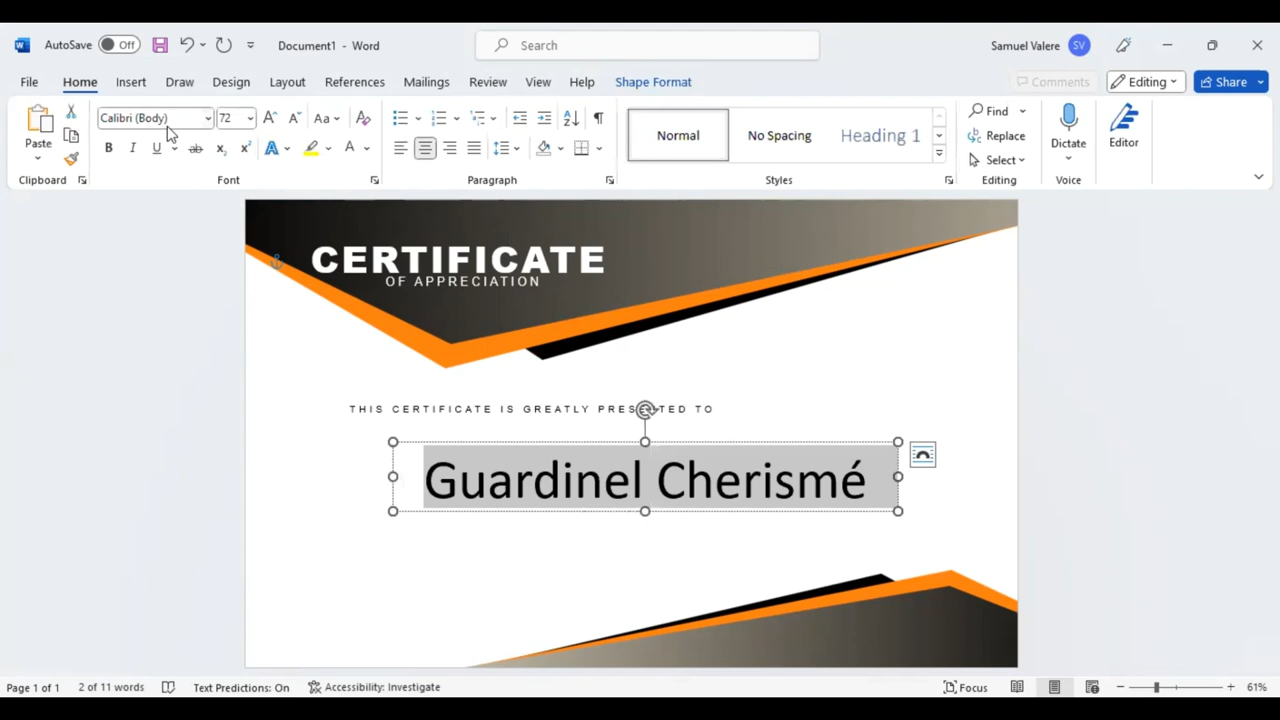 AutoSave Off Document1 - Word Search Samuel Valere SV
File Home Insert Draw Design Layout References Mailings Review View Help Shape Format Comments Editing Share
Paste Calibri (Body) 72 Normal No Spacing Heading 1 Find Replace Select Dictate Editor
Clipboard Font Paragraph Styles Editing Voice
CERTIFICATE
OF APPRECIATION
THIS CERTIFICATE IS GREATLY PRESENTED TO
Guardinel Cherismé
Page 1 of 1 2 of 11 words Text Predictions: On Accessibility: Investigate Focus 61%